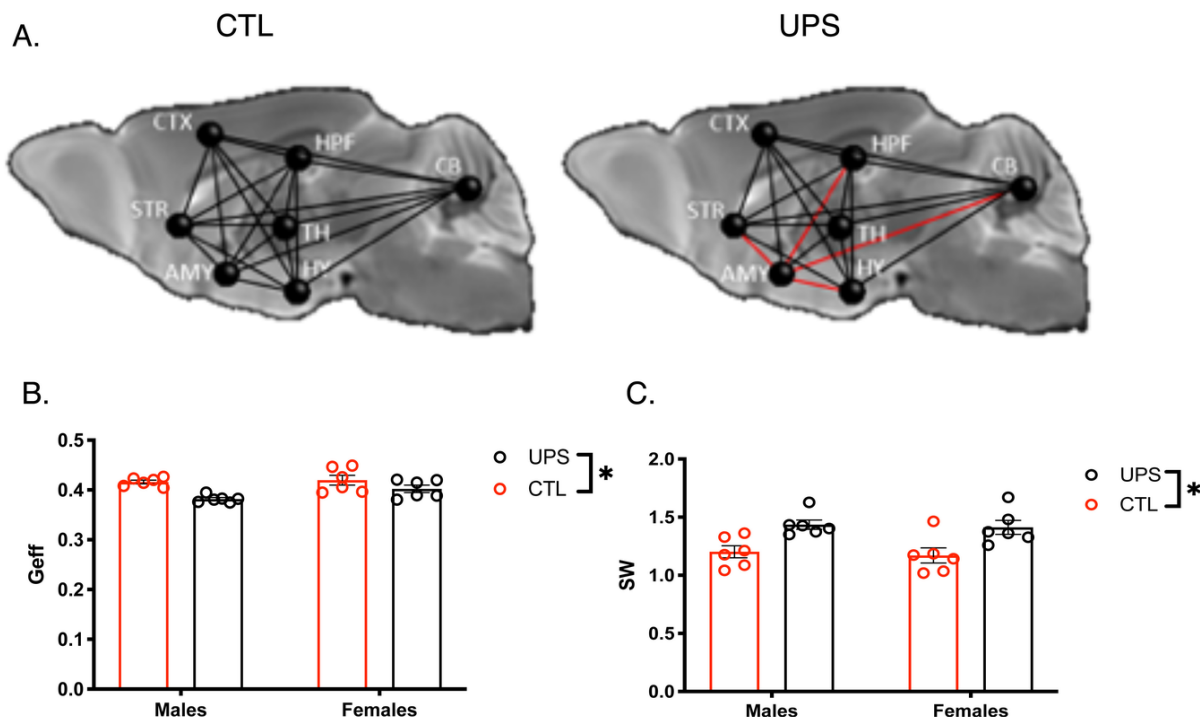 A.
CTL
UPS
CTX
HPF
CB
STR
TH
AMY
HY
CTX
HPF
CB
STR
TH
AMY
HY
B.
0.5
0.4
0.3
0.2
0.1
0.0
Geff
Males
Females
UPS
CTL
*
C.
2.0
1.5
1.0
0.5
0.0
SW
Males
Females
UPS
CTL
*